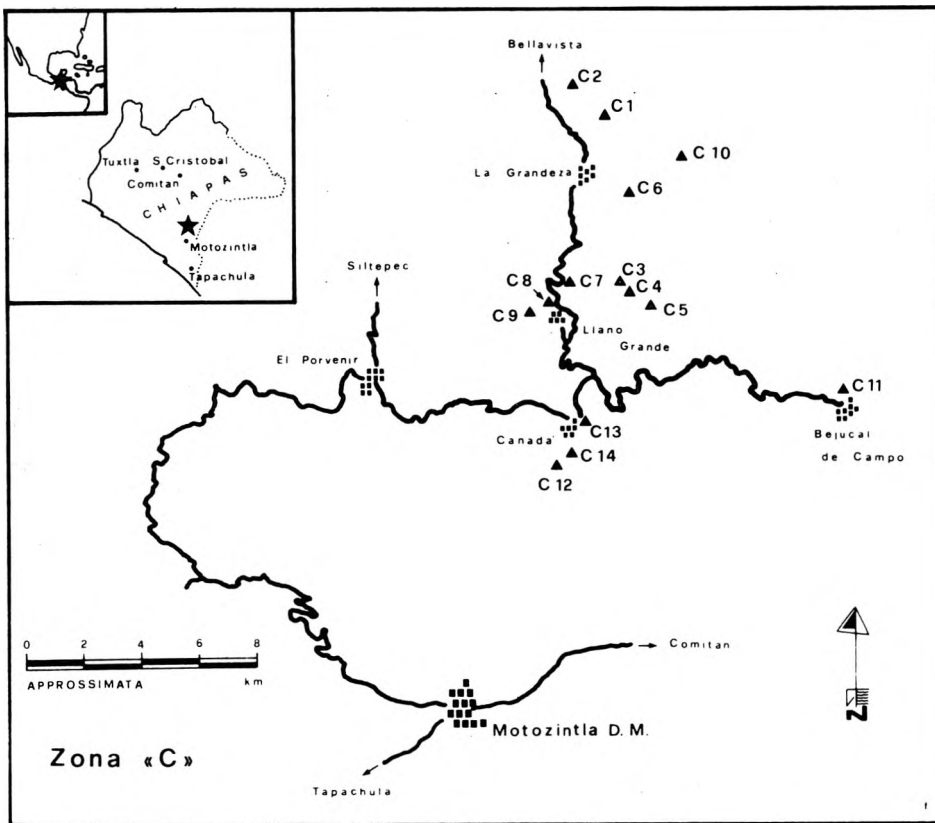 Bellavista
C2
C1
C 10
La Grandeza
C 6
Tuxtla S. Cristobal
Comitan
CHIAPAS
Motozintla
Tapachula
Siltepec
C8
C7
C3
C4
C9
C5
Llano
Grande
El Porvenir
C11
Canada
C13
Bejucal
de Campo
C 14
C 12
0 2 4 6 8
APPROSSIMATA km
Comitan
N
Motozintla D.M.
Zona «C»
Tapachula